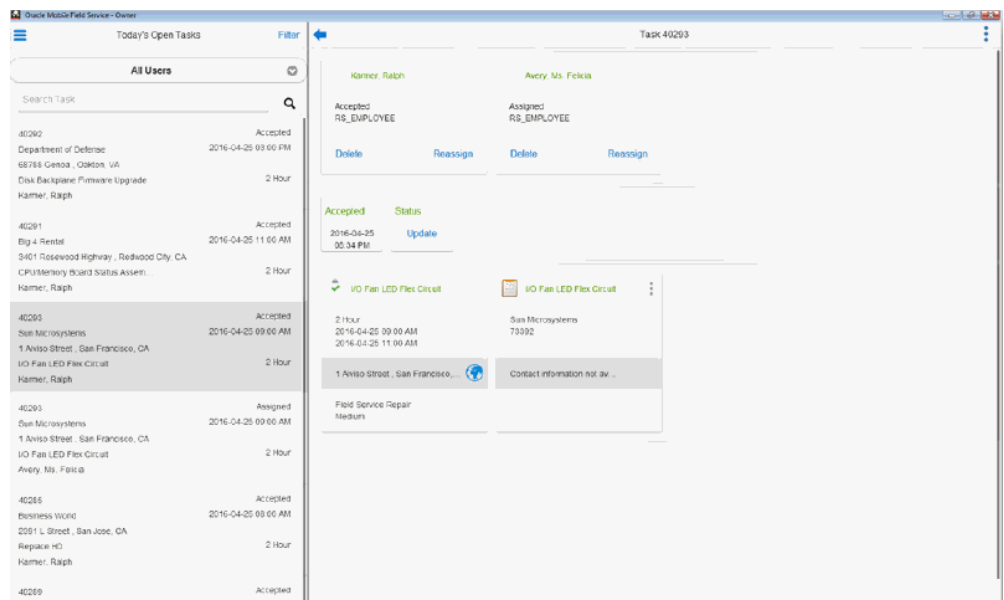 Oracle Mobile Field Service - Owner
Today's Open Tasks
Filter
All Users
Search Task
40292
Accepted
Department of Defense
2016-04-25 03:00 PM
68788 Genoa , Oakton, VA
Disk Backplane Firmware Upgrade
2 Hour
Karmer, Ralph
40291
Accepted
Big 4 Rental
2016-04-25 11:00 AM
3401 Rosewood Highway , Redwood City, CA
CPU/Memory Board Status Assem...
2 Hour
Karmer, Ralph
40293
Accepted
Sun Microsystems
2016-04-25 09:00 AM
1 Alviso Street , San Francisco, CA
I/O Fan LED Flex Circuit
2 Hour
Karmer, Ralph
40293
Assigned
Sun Microsystems
2016-04-25 09:00 AM
1 Alviso Street , San Francisco, CA
I/O Fan LED Flex Circuit
2 Hour
Avery, Ms. Felicia
40285
Accepted
Business World
2016-04-25 08:00 AM
2391 L Street , San Jose, CA
Replace HD
2 Hour
Karmer, Ralph
40289
Accepted
Task 40293
Karmer, Ralph
Accepted
RS_EMPLOYEE
Delete
Reassign
Avery, Ms. Felicia
Assigned
RS_EMPLOYEE
Delete
Reassign
Accepted
2016-04-25
05:34 PM
Status
Update
I/O Fan LED Flex Circuit
2 Hour
2016-04-25 09:00 AM
2016-04-25 11:00 AM
1 Alviso Street , San Francisco,...
Field Service Repair
Medium
I/O Fan LED Flex Circuit
Sun Microsystems
73392
Contact information not av...